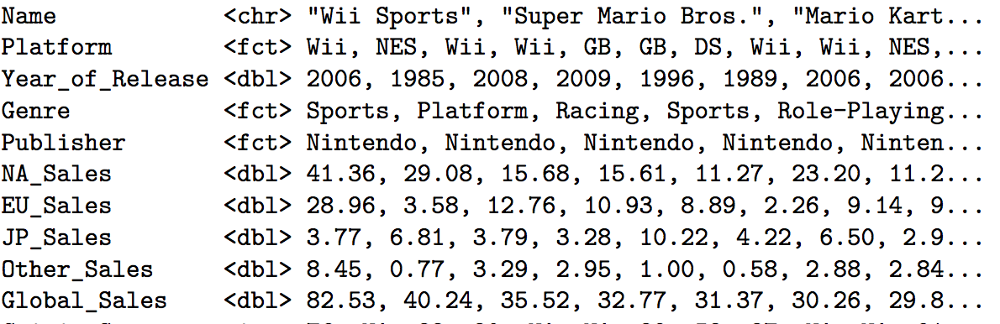 Name <chr> "Wii Sports", "Super Mario Bros.", "Mario Kart...
Platform <fct> Wii, NES, Wii, Wii, GB, GB, DS, Wii, Wii, NES,...
Year_of_Release <dbl> 2006, 1985, 2008, 2009, 1996, 1989, 2006, 2006...
Genre <fct> Sports, Platform, Racing, Sports, Role-Playing...
Publisher <fct> Nintendo, Nintendo, Nintendo, Nintendo, Ninten...
NA_Sales <dbl> 41.36, 29.08, 15.68, 15.61, 11.27, 23.20, 11.2...
EU_Sales <dbl> 28.96, 3.58, 12.76, 10.93, 8.89, 2.26, 9.14, 9...
JP_Sales <dbl> 3.77, 6.81, 3.79, 3.28, 10.22, 4.22, 6.50, 2.9...
Other_Sales <dbl> 8.45, 0.77, 3.29, 2.95, 1.00, 0.58, 2.88, 2.84...
Global_Sales <dbl> 82.53, 40.24, 35.52, 32.77, 31.37, 30.26, 29.8...